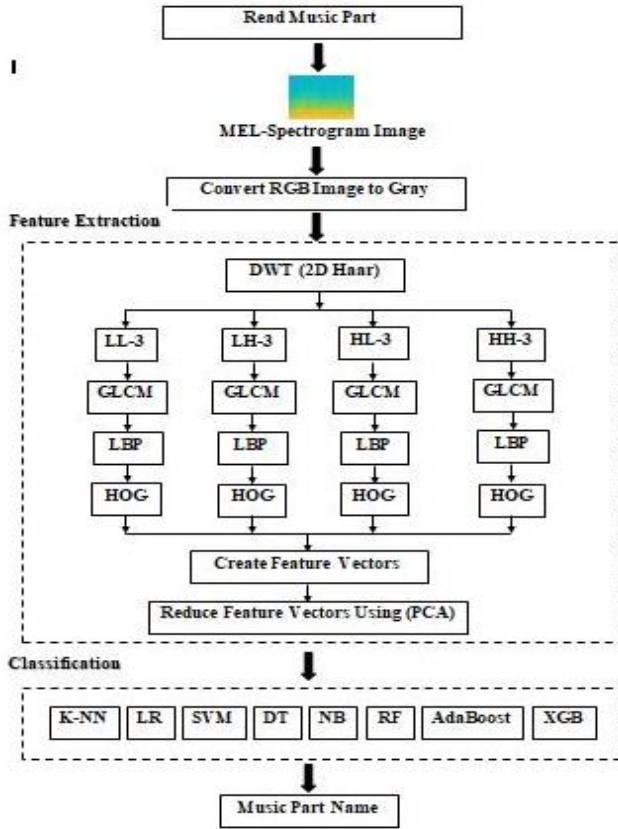 Read Music Part
MEL-Spectrogram Image
Convert RGB Image to Gray
Feature Extraction
DWT (2D Haar)
LL-3 LH-3 HL-3 HH-3
GLCM GLCM GLCM GLCM
LBP LBP LBP LBP
HOG HOG HOG HOG
Create Feature Vectors
Reduce Feature Vectors Using (PCA)
Classification
K-NN LR SVM DT NB RF AdaBoost XGB
Music Part Name